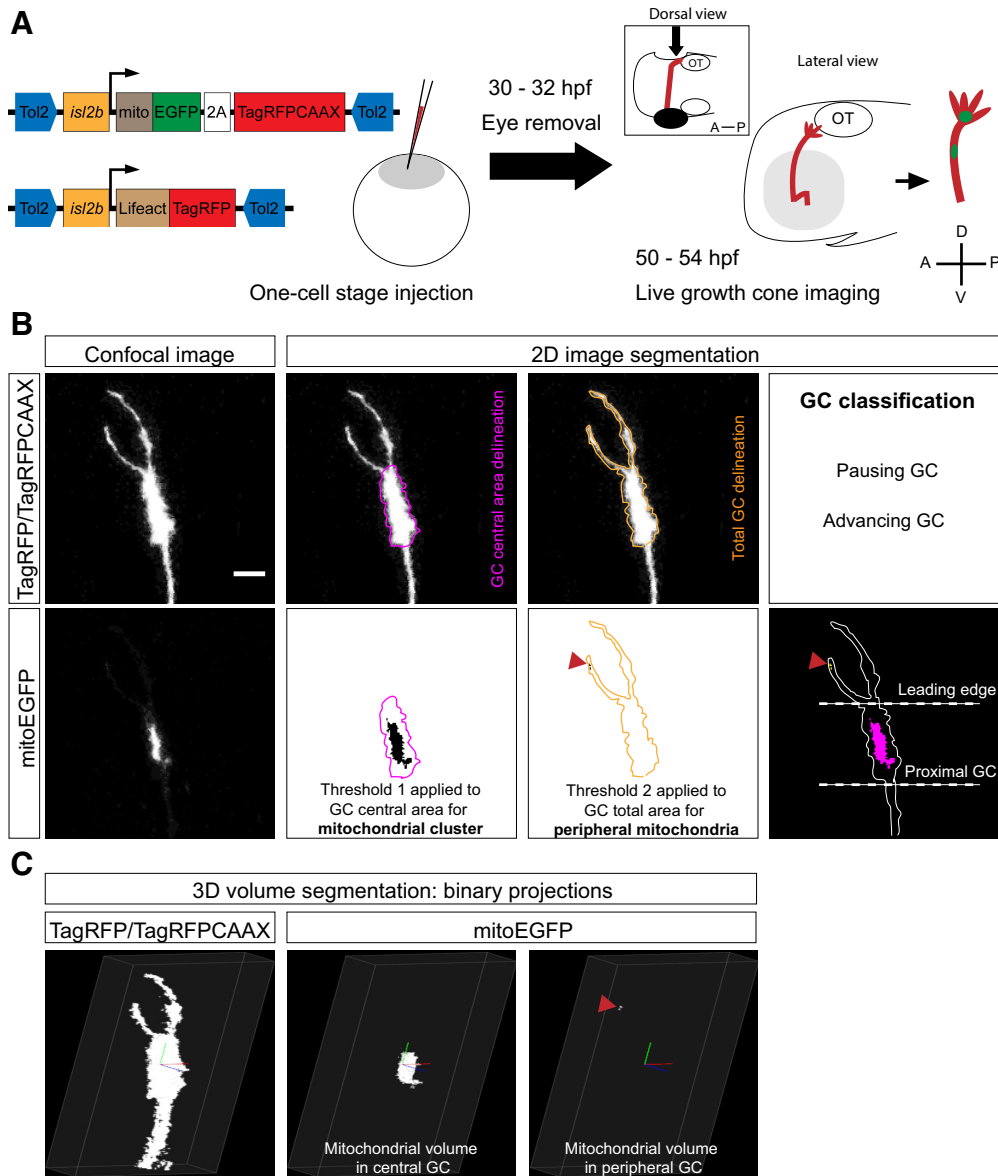 A
Tol2 isl2b mito EGFP 2A TagRFPCAAX Tol2
Tol2 isl2b Lifeact TagRFP Tol2
One-cell stage injection
30 - 32 hpf
Eye removal
Dorsal view
OT
A P
Lateral view
OT
50 - 54 hpf
Live growth cone imaging
D
A P
V
B
Confocal image
2D image segmentation
TagRFP/TagRFPCAAX
GC central area delineation
Total GC delineation
GC classification
Pausing GC
Advancing GC
mitoEGFP
Threshold 1 applied to
GC central area for
mitochondrial cluster
Threshold 2 applied to
GC total area for
peripheral mitochondria
Leading edge
Proximal GC
C
3D volume segmentation: binary projections
TagRFP/TagRFPCAAX
mitoEGFP
Mitochondrial volume
in central GC
Mitochondrial volume
in peripheral GC